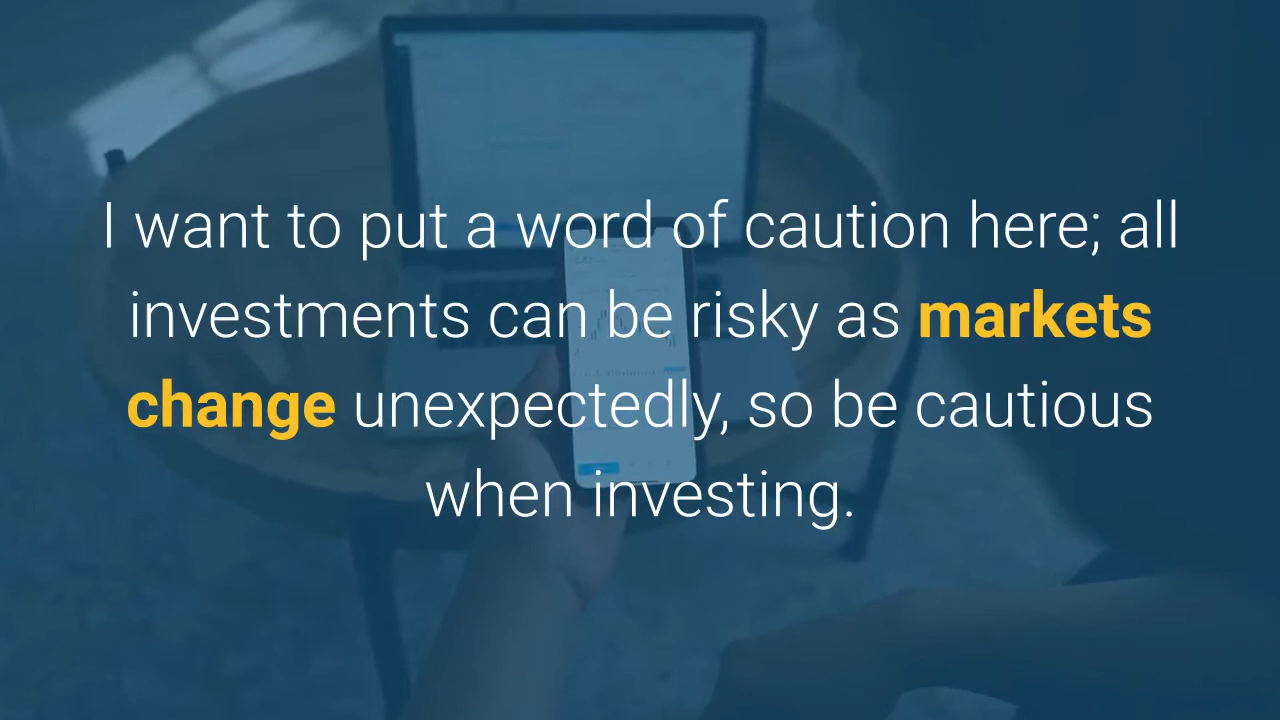 I want to put a word of caution here; all
investments can be risky as markets
change unexpectedly, so be cautious
when investing.